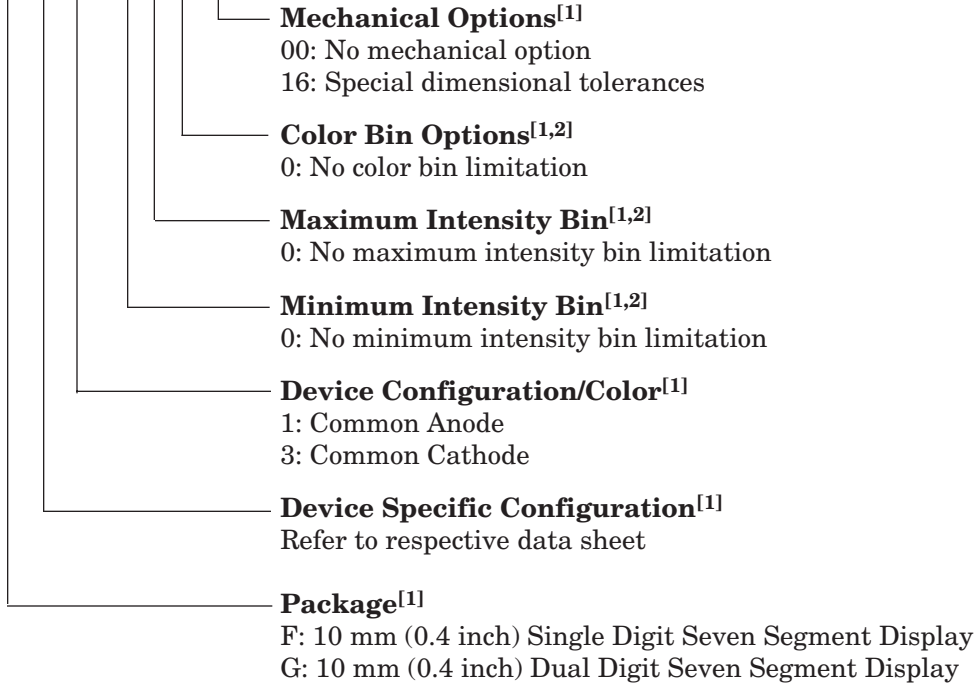 Mechanical Options[1]
00: No mechanical option
16: Special dimensional tolerances
Color Bin Options[1,2]
0: No color bin limitation
Maximum Intensity Bin[1,2]
0: No maximum intensity bin limitation
Minimum Intensity Bin[1,2]
0: No minimum intensity bin limitation
Device Configuration/Color[1]
1: Common Anode
3: Common Cathode
Device Specific Configuration[1]
Refer to respective data sheet
Package[1]
F: 10 mm (0.4 inch) Single Digit Seven Segment Display
G: 10 mm (0.4 inch) Dual Digit Seven Segment Display